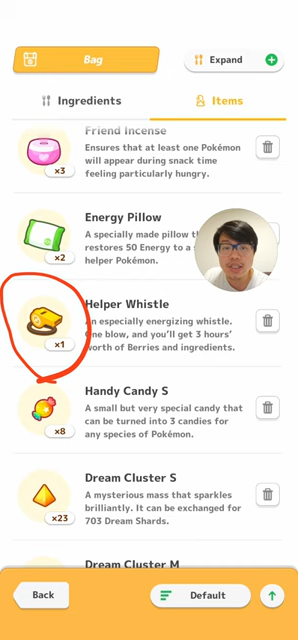 Bag
Expand
Ingredients
Items
Friend Incense
Ensures that at least one Pokémon
will appear during snack time
feeling particularly hungry.
×3
Energy Pillow
A specially made pillow
restores 50 Energy to a
helper Pokémon.
×2
Helper Whistle
An especially energizing whistle.
One blow, and you'll get 3 hours'
worth of Berries and ingredients.
×1
Handy Candy S
A small but very special candy that
can be turned into 3 candies for
any species of Pokémon.
×8
Dream Cluster S
A mysterious mass that sparkles
brilliantly. It can be exchanged for
703 Dream Shards.
×23
Dream Cluster M
Back
Default